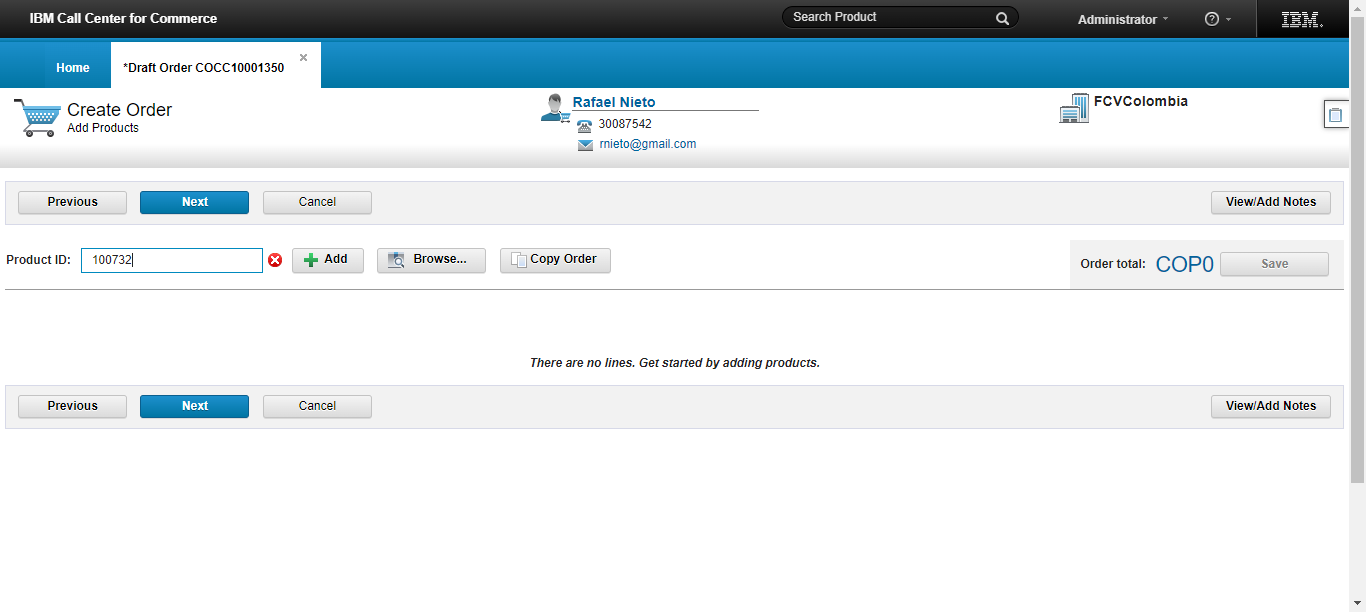 IBM Call Center for Commerce
Search Product
Administrator
?
IBM.
Home
*Draft Order COCC10001350
Create Order
Add Products
Rafael Nieto
30087542
rnieto@gmail.com
FCVColombia
Previous
Next
Cancel
View/Add Notes
Product ID:
100732
Add
Browse...
Copy Order
Order total:
COP0
Save
There are no lines. Get started by adding products.
Previous
Next
Cancel
View/Add Notes